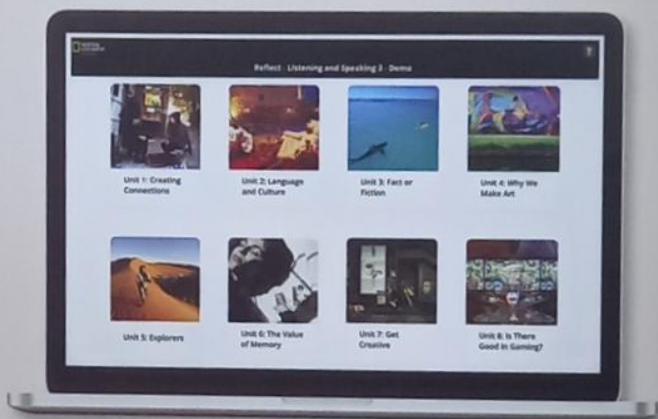 NATIONAL
GEOGRAPHIC
?
Reflect - Listening and Speaking 3 - Demo
Unit 1: Creating
Connections
Unit 2: Language
and Culture
Unit 3: Fact or
Fiction
Unit 4: Why We
Make Art
Unit 5: Explorers
Unit 6: The Value
of Memory
Unit 7: Get
Creative
Unit 8: Is There
Good in Gaming?